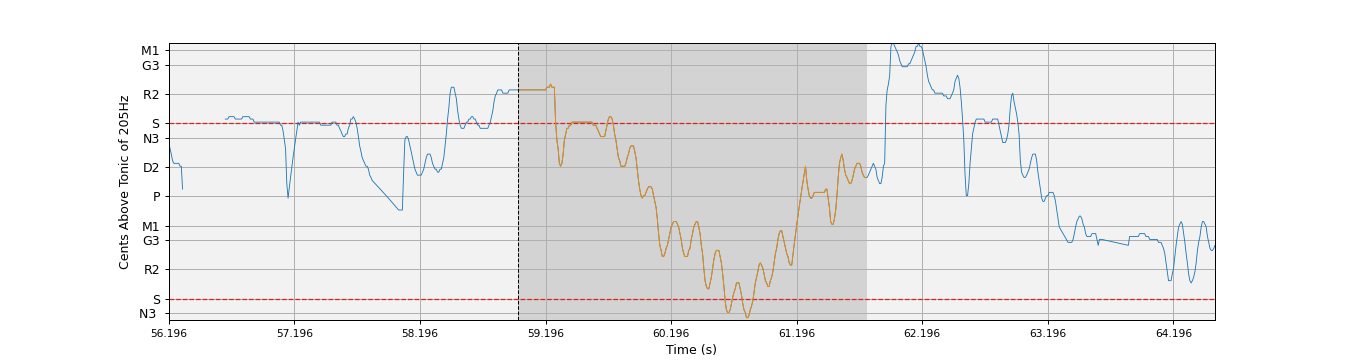 Cents Above Tonic of 205Hz
M1
G3
R2
S
N3
D2
P
M1
G3
R2
S
N3
56.196 57.196 58.196 59.196 60.196 61.196 62.196 63.196 64.196
Time (s)